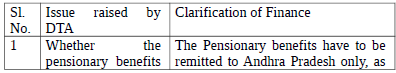 Sl. Issue raised by Clarification of Finance
No. DTA
1 Whether the The Pensionary benefits have to be
pensionary benefits remitted to Andhra Pradesh only, as